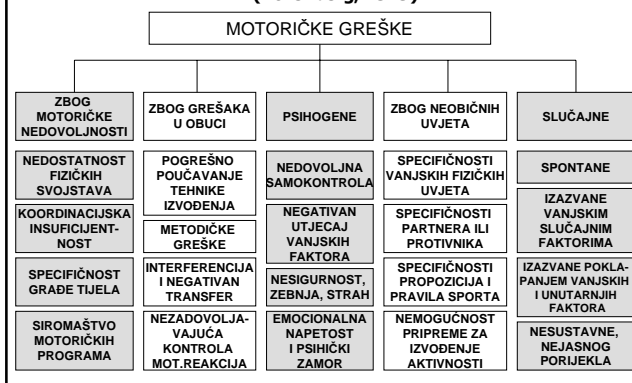 MOTORIČKE GREŠKE
ZBOG
MOTORIČKE
NEDOVOLJNOSTI
NEDOSTATNOST
FIZIČKIH
SVOJSTAVA
KOORDINACIJSKA
INSUFICIJENT-
NOST
SPECIFIČNOST
GRAĐE TIJELA
SIROMAŠTVO
MOTORIČKIH
PROGRAMA
ZBOG GREŠAKA
U OBUCI
POGREŠNO
POUČAVANJE
TEHNIKE
IZVOĐENJA
METODIČKE
GREŠKE
INTERFERENCIJA
I NEGATIVAN
TRANSFER
NEZADOVOLJA-
VAJUĆA
KONTROLA
MOT.REAKCIJA
PSIHOGENE
NEDOVOLJNA
SAMOKONTROLA
NEGATIVAN
UTJECAJ
VANJSKIH
FAKTORA
NESIGURNOST,
ZEBNJA, STRAH
EMOCIONALNA
NAPETOST
I PSIHIČKI
ZAMOR
ZBOG NEOBIČNIH
UVJETA
SPECIFIČNOSTI
VANJSKIH FIZIČKIH
UVJETA
SPECIFIČNOSTI
PARTNERA ILI
PROTIVNIKA
SPECIFIČNOSTI
PROPOZICIJA I
PRAVILA SPORTA
NEMOGUĆNOST
PRIPREME ZA
IZVOĐENJE
AKTIVNOSTI
SLUČAJNE
SPONTANE
IZAZVANE
VANJSKIM
SLUČAJNIM
FAKTORIMA
IZAZVANE POKLA-
PANJEM VANJSKIH
I UNUTARNJIH
FAKTORA
NESUSTAVNE,
NEJASNOG
PORIJEKLA